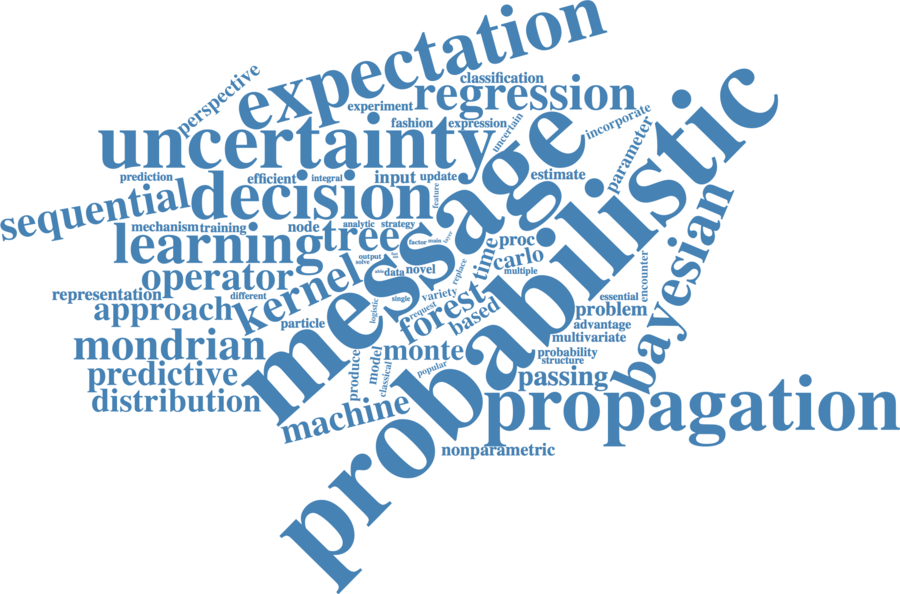 expectation
perspective
classification
regression
experiment
uncertainty
fashion
expression
uncertain
incorporate
parameter
message
probabilistic
prediction
efficient
integral
input
update
estimate
sequential
decision
feature
bayesian
mechanism
training
node
analytic
strategy
learning
tree
factor
main
layer
time
proc
carlo
multiple
output
solve
operator
kernel
data
novel
replace
encounter
representation
different
approach
logistic
single
variety
request
forest
based
essential
problem
advantage
multivariate
particle
mondrian
produce
model
classical
monte
popular
probability
structure
predictive
passing
distribution
machine
propagation
nonparametric